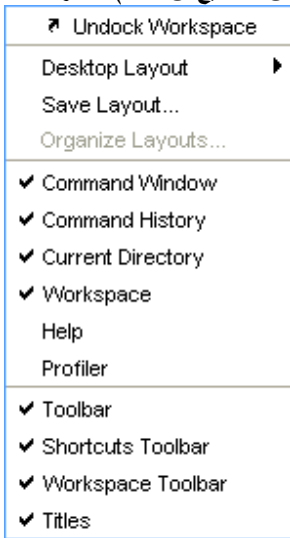 Undock Workspace
Desktop Layout
Save Layout...
Organize Layouts...
Command Window
Command History
Current Directory
Workspace
Help
Profiler
Toolbar
Shortcuts Toolbar
Workspace Toolbar
Titles